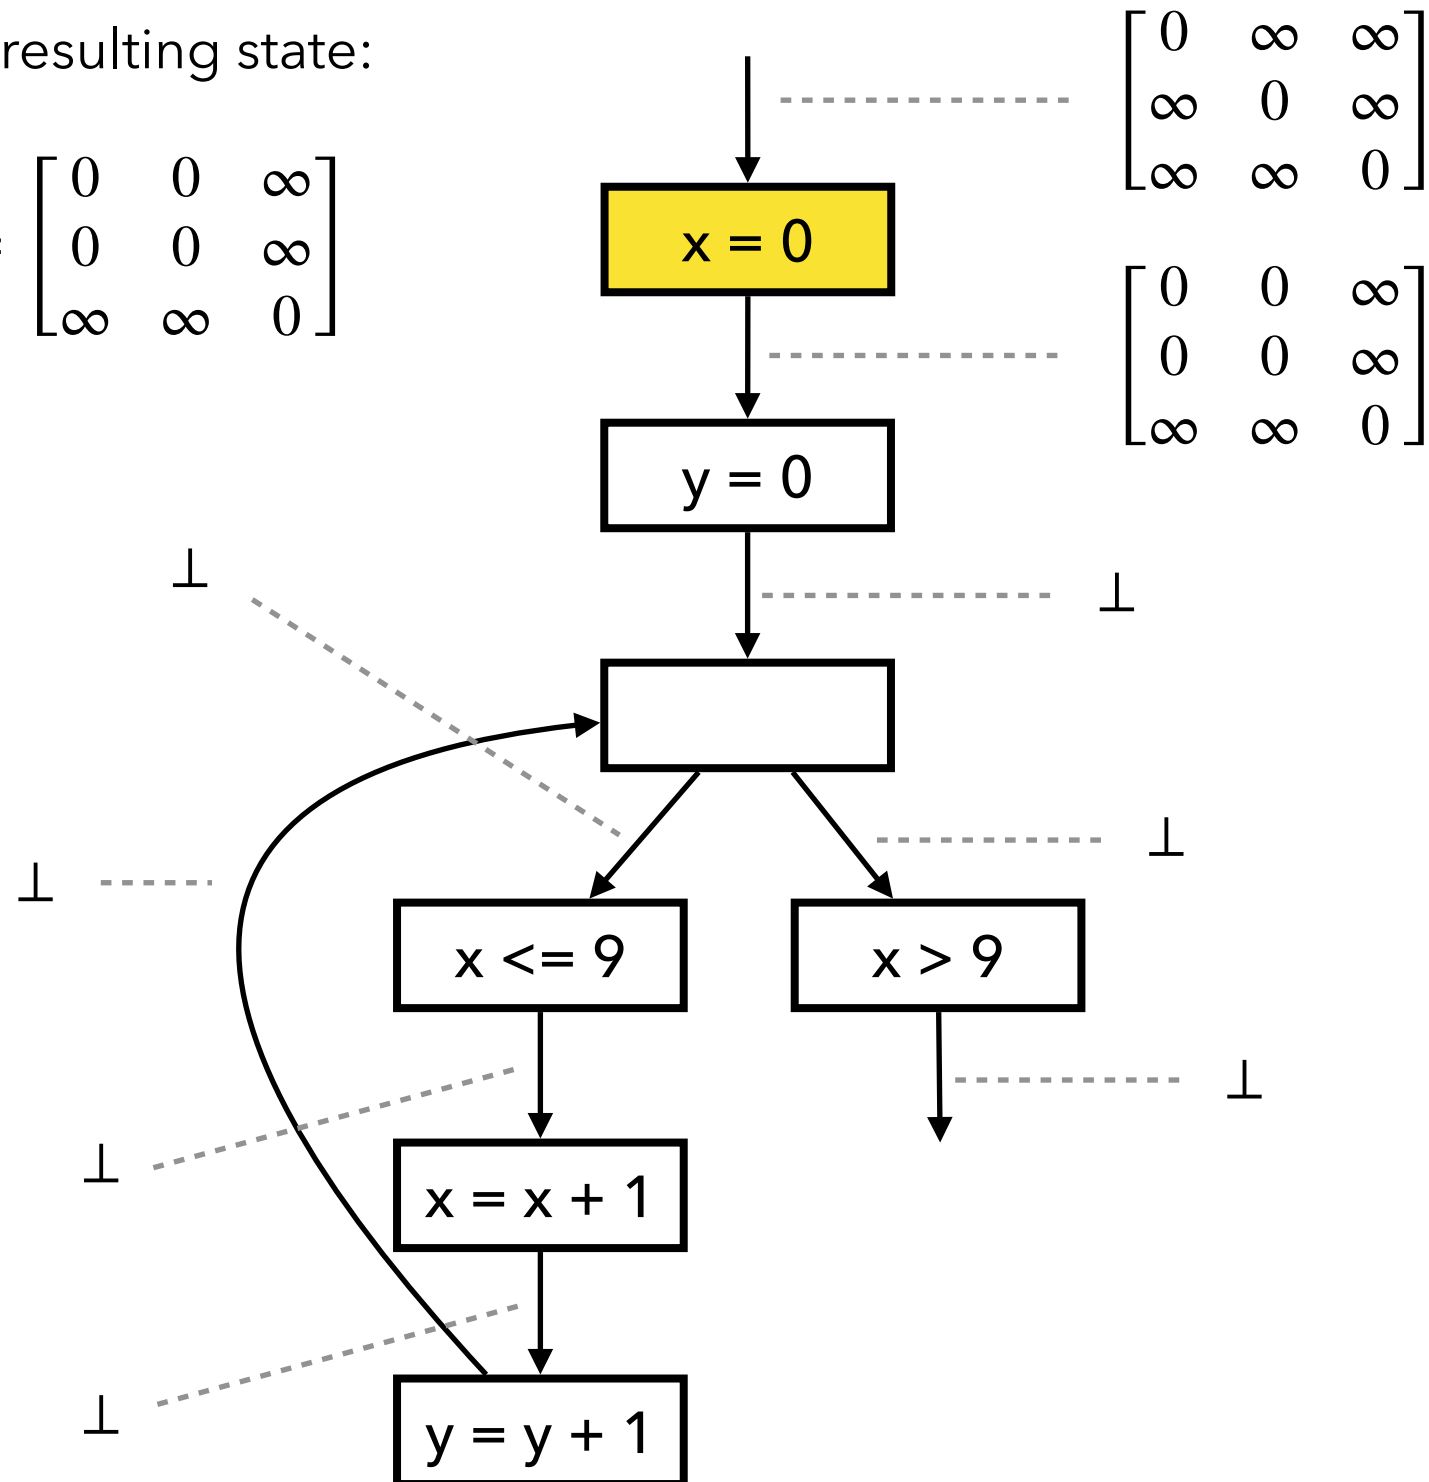 resulting state:
= [0 0 ∞
0 0 ∞
∞ ∞ 0]
[0 ∞ ∞
∞ 0 ∞
∞ ∞ 0]
x = 0
[0 0 ∞
0 0 ∞
∞ ∞ 0]
y = 0
⊥
⊥
⊥
⊥
x <= 9
x > 9
⊥
⊥
x = x + 1
⊥
y = y + 1